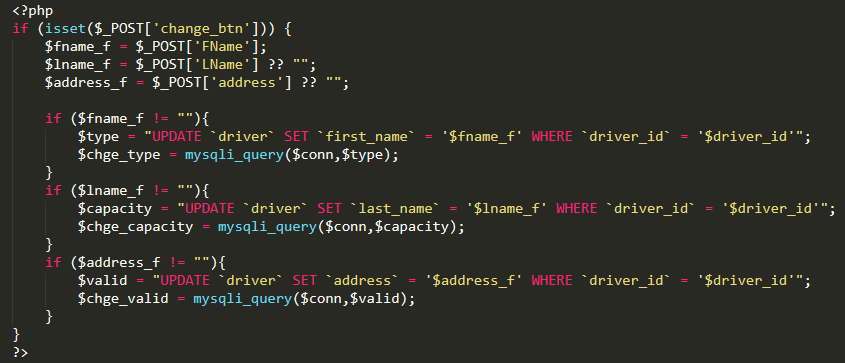 <?php
if (isset($_POST['change_btn'])) {
    $fname_f = $_POST['FName'];
    $lname_f = $_POST['LName'] ?? "";
    $address_f = $_POST['address'] ?? "";

    if ($fname_f != ""){
        $type = "UPDATE `driver` SET `first_name` = '$fname_f' WHERE `driver_id` = '$driver_id'";
        $chge_type = mysqli_query($conn,$type);
    }
    if ($lname_f != ""){
        $capacity = "UPDATE `driver` SET `last_name` = '$lname_f' WHERE `driver_id` = '$driver_id'";
        $chge_capacity = mysqli_query($conn,$capacity);
    }
    if ($address_f != ""){
        $valid = "UPDATE `driver` SET `address` = '$address_f' WHERE `driver_id` = '$driver_id'";
        $chge_valid = mysqli_query($conn,$valid);
    }
}
?>